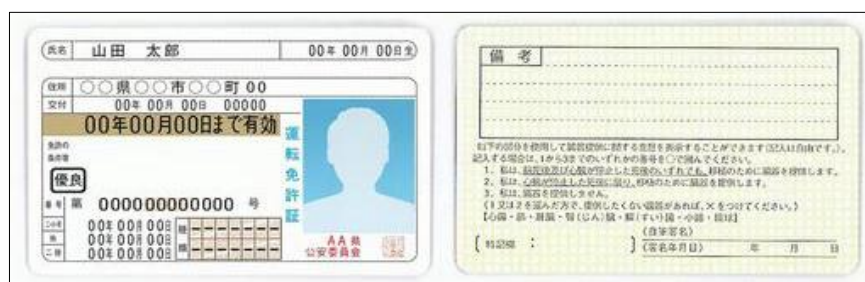 氏名 山田 太郎 00年 00月 00日生
住所 ○○県○○市○○町 00
交付 00年 00月 00日 00000
00年00月00日まで有効
免許の
条件等
優良
番号 第 000000000000 号
00年00月00日
他 00年00月00日
二種 00年00月00日
運転免許証
AA県
公安委員会
備考
以下の部分を使用して臓器提供に関する意思を表示することができます(記入は自由です。)。
記入する場合は、1から3までのいずれかの番号を○で囲んでください。
1. 私は、脳死後及び心臓が停止した死後のいずれでも、移植のために臓器を提供します。
2. 私は、心臓が停止した死後に限り、移植のために臓器を提供します。
3. 私は、臓器を提供しません。
(1又は2を選んだ方で、提供したくない臓器があれば、×をつけてください。)
【心臓・肺・肝臓・腎(じん)臓・膵(すい)臓・小腸・眼球】
[特記欄: ]
(自筆署名)
(署名年月日) 年 月 日